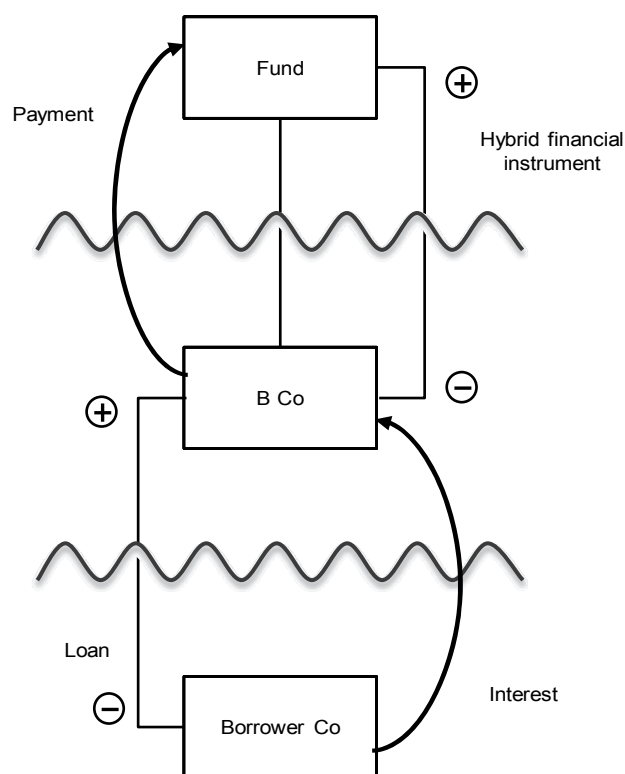 Fund
+
Payment
Hybrid financial
instrument
B Co
−
+
Loan
−
Interest
Borrower Co